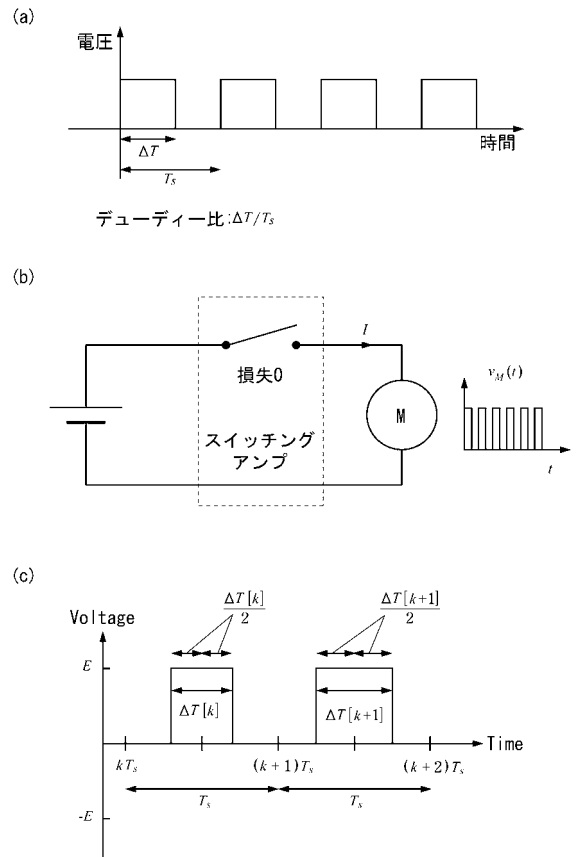 (a)
電圧
時間
ΔT
Ts
デューディー比:ΔT/Ts
(b)
I
損失0
スイッチング
アンプ
M
vM(t)
t
(c)
ΔT[k]/2
ΔT[k+1]/2
Voltage
E
ΔT[k]
ΔT[k+1]
Time
kTs
(k+1)Ts
(k+2)Ts
Ts
Ts
-E